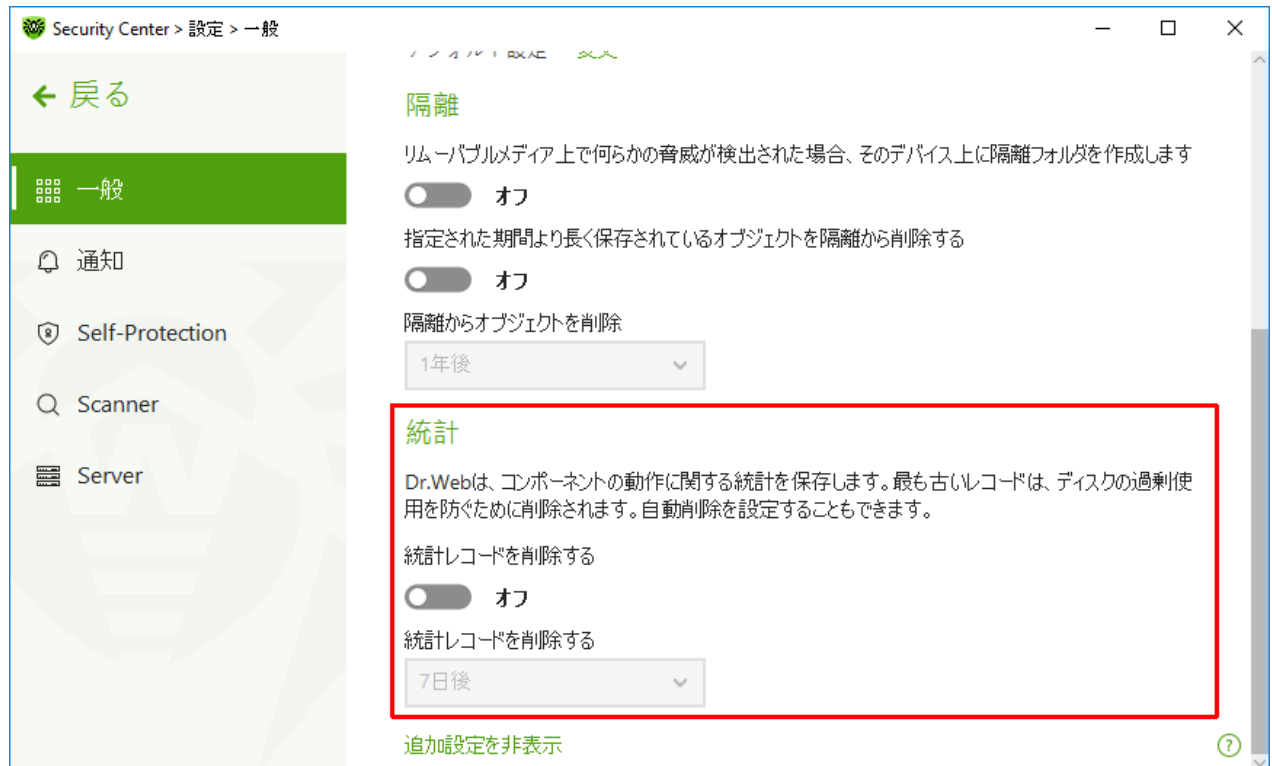 Security Center > 設定 > 一般
戻る
一般
通知
Self-Protection
Scanner
Server
デフォルト設定 変更
隔離
リムーバブルメディア上で何らかの脅威が検出された場合、そのデバイス上に隔離フォルダを作成します
オフ
指定された期間より長く保存されているオブジェクトを隔離から削除する
オフ
隔離からオブジェクトを削除
1年後
統計
Dr.Webは、コンポーネントの動作に関する統計を保存します。最も古いレコードは、ディスクの過剰使
用を防ぐために削除されます。自動削除を設定することもできます。
統計レコードを削除する
オフ
統計レコードを削除する
7日後
追加設定を非表示
?